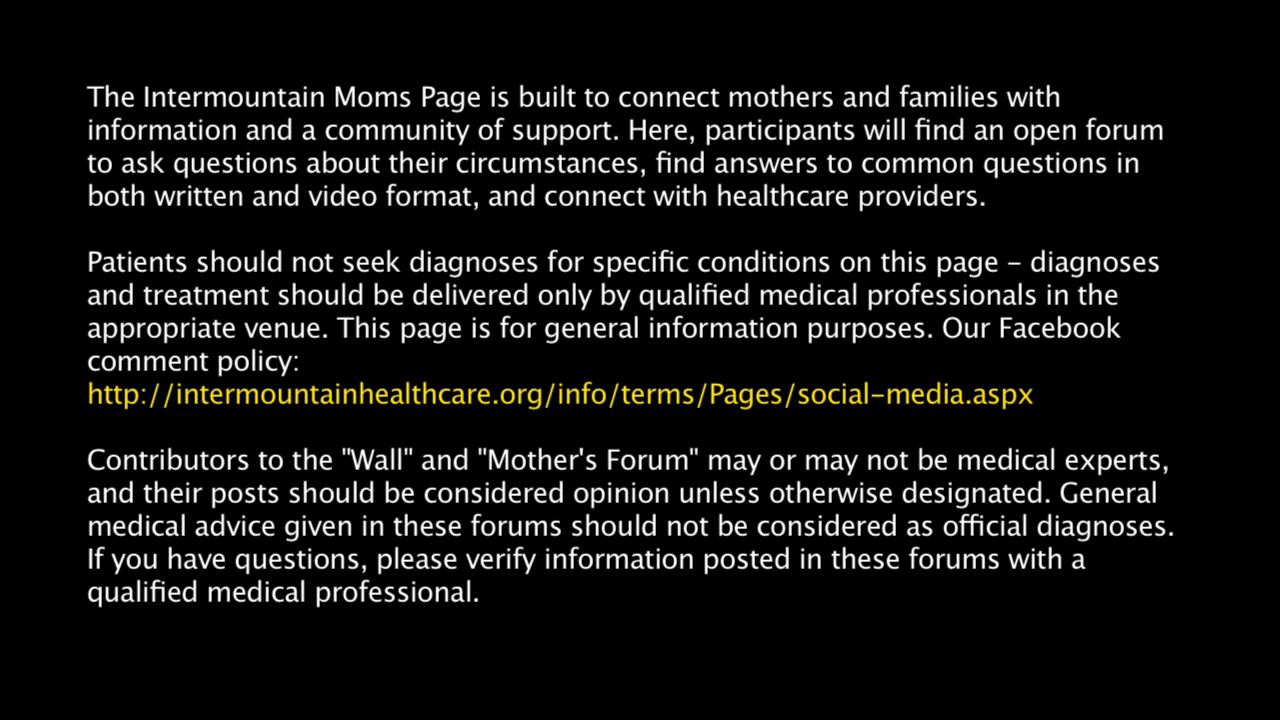 The Intermountain Moms Page is built to connect mothers and families with
information and a community of support. Here, participants will find an open forum
to ask questions about their circumstances, find answers to common questions in
both written and video format, and connect with healthcare providers.
Patients should not seek diagnoses for specific conditions on this page – diagnoses
and treatment should be delivered only by qualified medical professionals in the
appropriate venue. This page is for general information purposes. Our Facebook
comment policy:
http://intermountainhealthcare.org/info/terms/Pages/social-media.aspx
Contributors to the "Wall" and "Mother's Forum" may or may not be medical experts,
and their posts should be considered opinion unless otherwise designated. General
medical advice given in these forums should not be considered as official diagnoses.
If you have questions, please verify information posted in these forums with a
qualified medical professional.